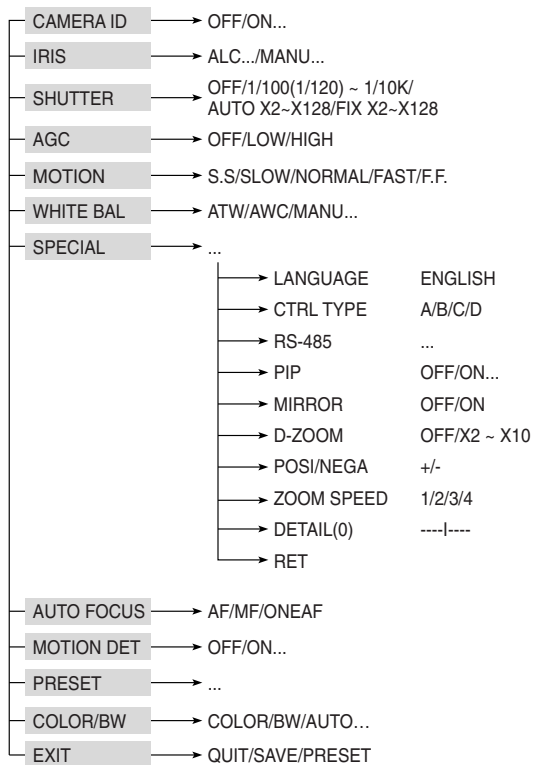 CAMERA ID OFF/ON...
IRIS ALC.../MANU...
SHUTTER OFF/1/100(1/120) ~ 1/10K/
AUTO X2~X128/FIX X2~X128
AGC OFF/LOW/HIGH
MOTION S.S/SLOW/NORMAL/FAST/F.F.
WHITE BAL ATW/AWC/MANU...
SPECIAL ...
LANGUAGE ENGLISH
CTRL TYPE A/B/C/D
RS-485 ...
PIP OFF/ON...
MIRROR OFF/ON
D-ZOOM OFF/X2 ~ X10
POSI/NEGA +/-
ZOOM SPEED 1/2/3/4
DETAIL(0) ----I----
RET
AUTO FOCUS AF/MF/ONEAF
MOTION DET OFF/ON...
PRESET ...
COLOR/BW COLOR/BW/AUTO...
EXIT QUIT/SAVE/PRESET